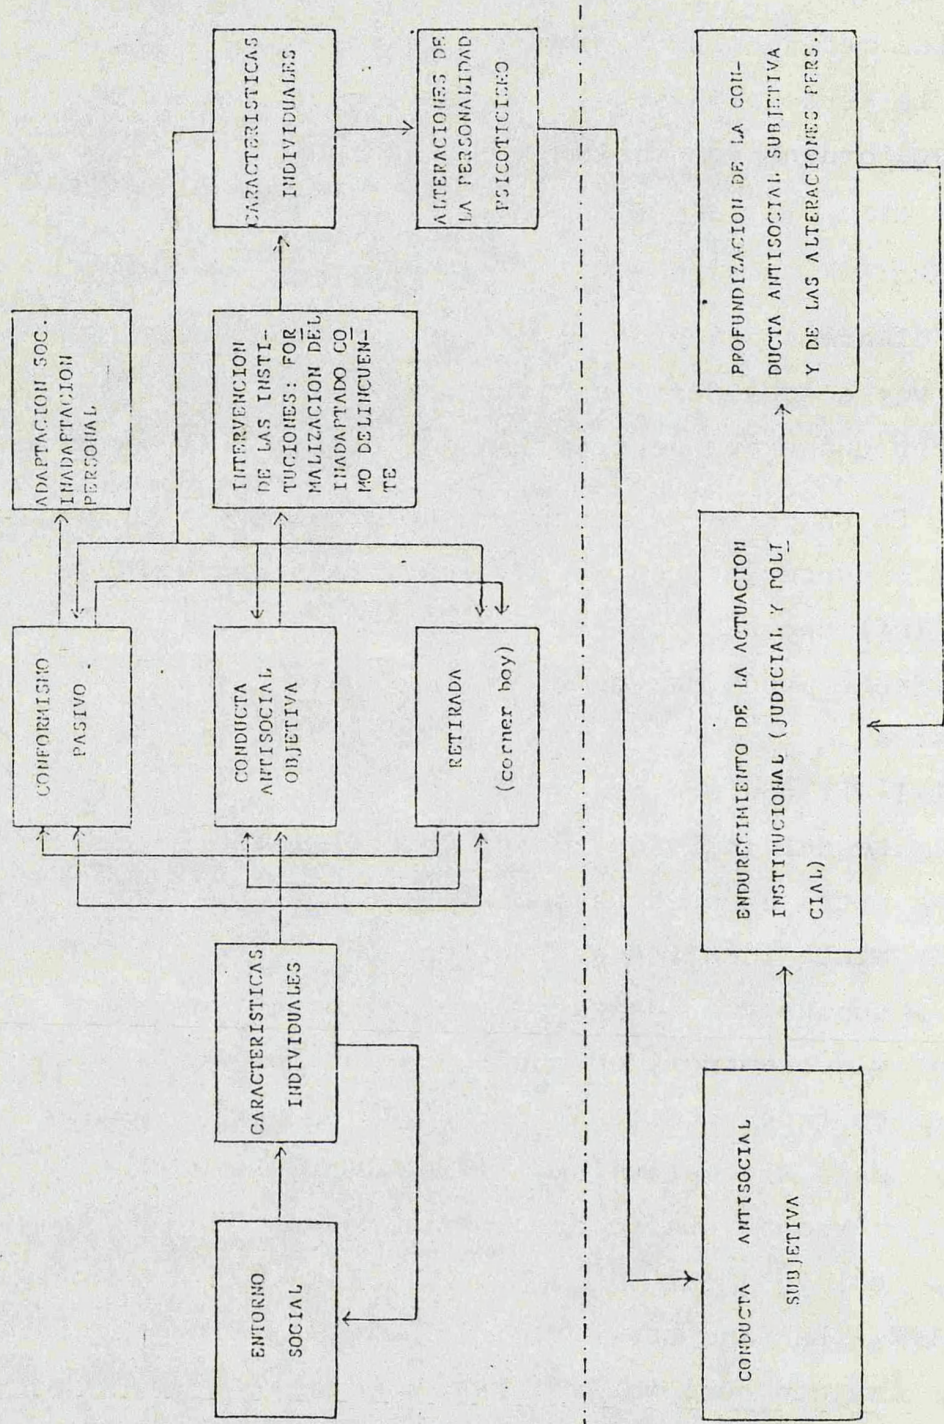 ENTORNO
SOCIAL
CARACTERISTICAS
INDIVIDUALES
CONFORMISMO
PASIVO
CONDUCTA
ANTISOCIAL
OBJETIVA
RETIRADA
(corner boy)
ADAPTACION SOC.
INADAPTACION
PERSONAL
INTERVENCION
DE LAS INSTI-
TUCIONES: FOR
MALIZACION DEL
INADAPTADO CO
MO DELINCUEN-
TE
CARACTERISTICAS
INDIVIDUALES
ALTERACIONES DE
LA PERSONALIDAD
PSICOTICISMO
CONDUCTA ANTISOCIAL
SUBJETIVA
ENDURECIMIENTO DE LA ACTUACION
INSTITUCIONAL (JUDICIAL Y POLI
CIAL)
PROFUNDIZACION DE LA CON-
DUCTA ANTISOCIAL SUBJETIVA
Y DE LAS ALTERACIONES PERS.